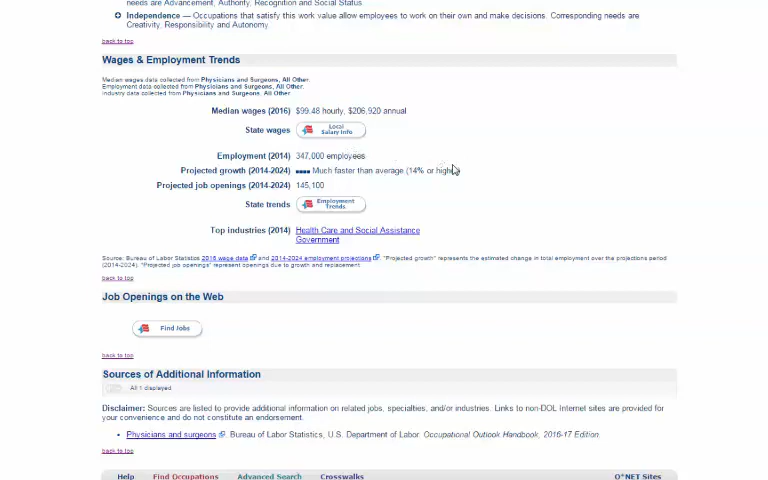 needs are Advancement, Authority, Recognition and Social Status.
Independence — Occupations that satisfy this work value allow employees to work on their own and make decisions. Corresponding needs are
Creativity, Responsibility and Autonomy.
back to top
Wages & Employment Trends
Median wages data collected from Physicians and Surgeons, All Other.
Employment data collected from Physicians and Surgeons, All Other.
Industry data collected from Physicians and Surgeons, All Other.
Median wages (2016) $99.48 hourly, $206,920 annual
State wages Local
Salary Info
Employment (2014) 347,000 employees
Projected growth (2014-2024) Much faster than average (14% or higher)
Projected job openings (2014-2024) 145,100
State trends Employment
Trends
Top industries (2014) Health Care and Social Assistance
Government
Source: Bureau of Labor Statistics 2016 wage data and 2014-2024 employment projections. "Projected growth" represents the estimated change in total employment over the projections period
(2014-2024). "Projected job openings" represent openings due to growth and replacement.
back to top
Job Openings on the Web
Find Jobs
back to top
Sources of Additional Information
All 1 displayed
Disclaimer: Sources are listed to provide additional information on related jobs, specialties, and/or industries. Links to non-DOL Internet sites are provided for
your convenience and do not constitute an endorsement.
Physicians and surgeons. Bureau of Labor Statistics, U.S. Department of Labor. Occupational Outlook Handbook, 2016-17 Edition.
back to top
Help Find Occupations Advanced Search Crosswalks O*NET Sites